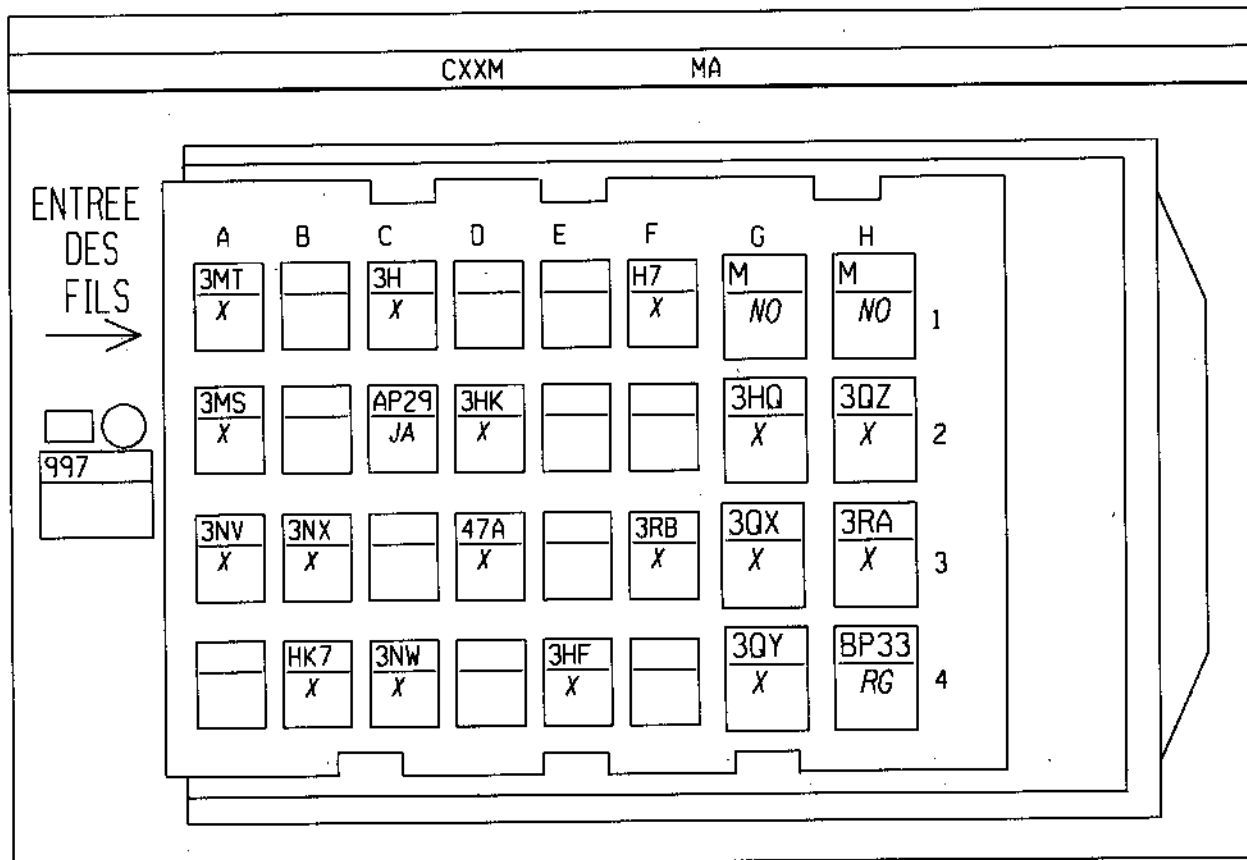 CXXM MA
ENTREE
DES
FILS
A B C D E F G H
3MT 3H H7 M M
X X X NO NO 1
3MS AP29 3HK 3HQ 3QZ
X JA X X X 2
997
3NV 3NX 47A 3RB 3QX 3RA
X X X X X X 3
HK7 3NW 3HF 3QY BP33
X X X X RG 4